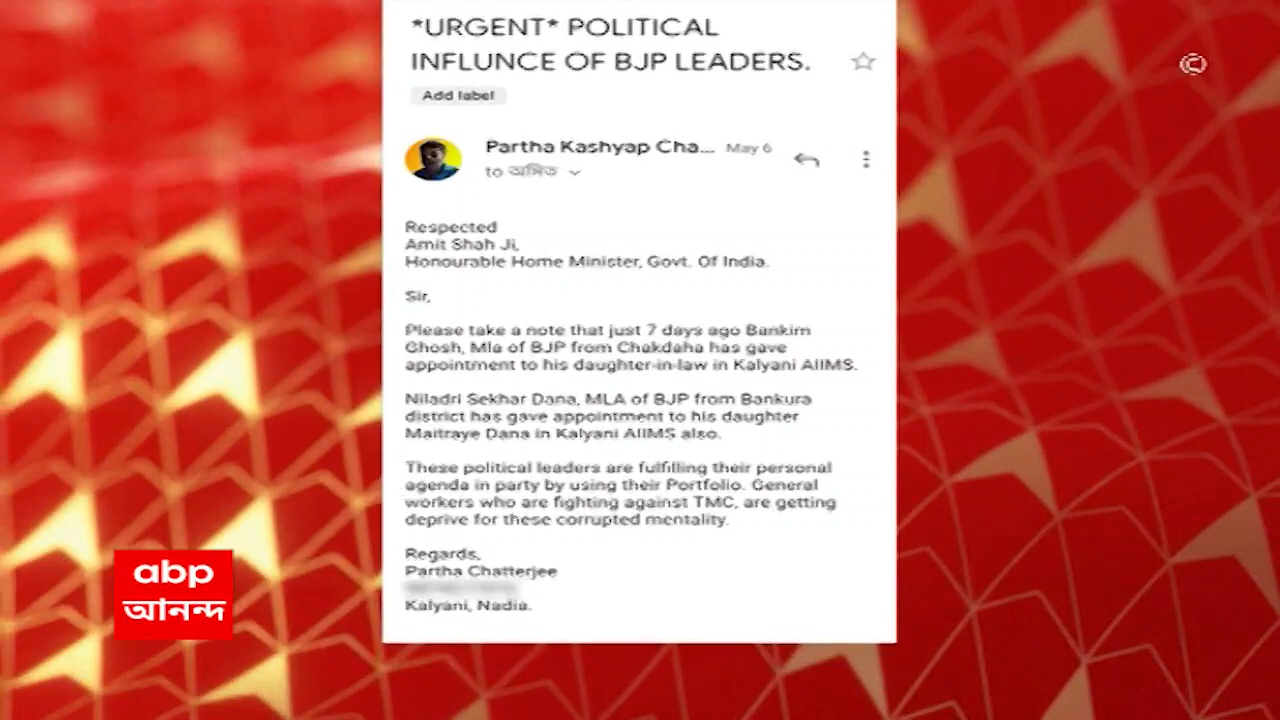 *URGENT* POLITICAL
INFLUNCE OF BJP LEADERS.
Add label
Partha Kashyap Cha... May 6
to অমিত
Respected
Amit Shah Ji,
Honourable Home Minister, Govt. Of India.
Sir,
Please take a note that just 7 days ago Bankim
Ghosh, Mla of BJP from Chakdaha has gave
appointment to his daughter-in-law in Kalyani AIIMS.
Niladri Sekhar Dana, MLA of BJP from Bankura
district has gave appointment to his daughter
Maitraye Dana in Kalyani AIIMS also.
These political leaders are fulfilling their personal
agenda in party by using their Portfolio. General
workers who are fighting against TMC, are getting
deprive for these corrupted mentality.
Regards,
Partha Chatterjee
Kalyani, Nadia.
abp
আনন্দ
©